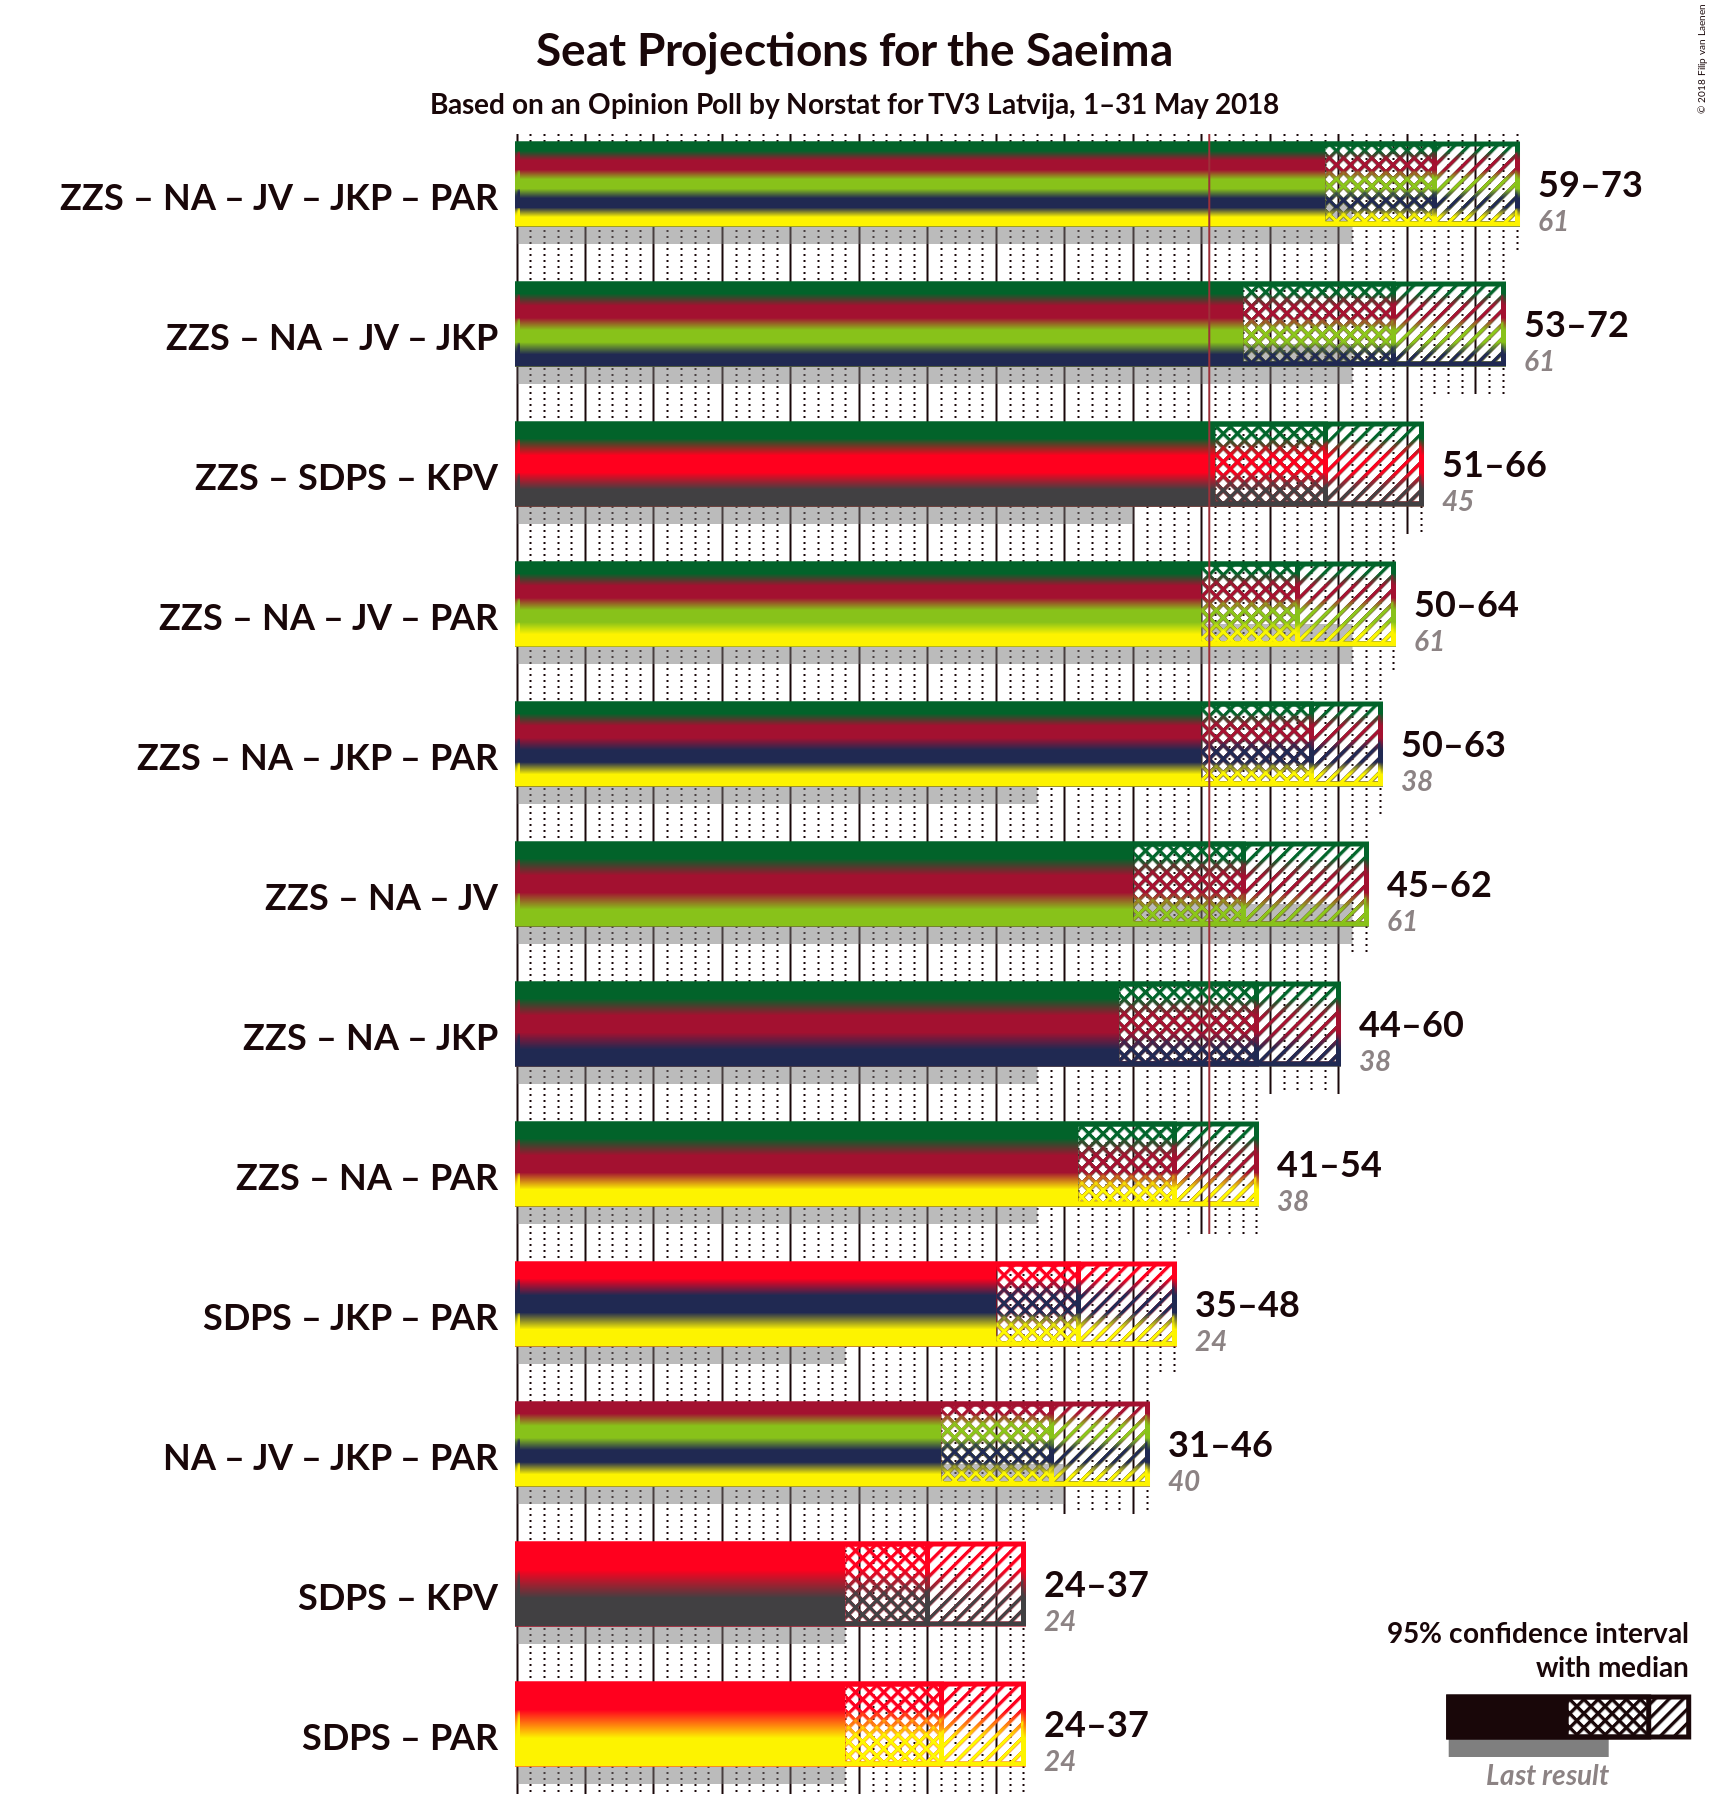 Seat Projections for the Saeima
Based on an Opinion Poll by Norstat for TV3 Latvija, 1–31 May 2018
© 2018 Filip van Laenen
ZZS – NA – JV – JKP – PAR
59–73
61
ZZS – NA – JV – JKP
53–72
61
ZZS – SDPS – KPV
51–66
45
ZZS – NA – JV – PAR
50–64
61
ZZS – NA – JKP – PAR
50–63
38
ZZS – NA – JV
45–62
61
ZZS – NA – JKP
44–60
38
ZZS – NA – PAR
41–54
38
SDPS – JKP – PAR
35–48
24
NA – JV – JKP – PAR
31–46
40
SDPS – KPV
24–37
24
SDPS – PAR
24–37
24
95% confidence interval
with median
Last result